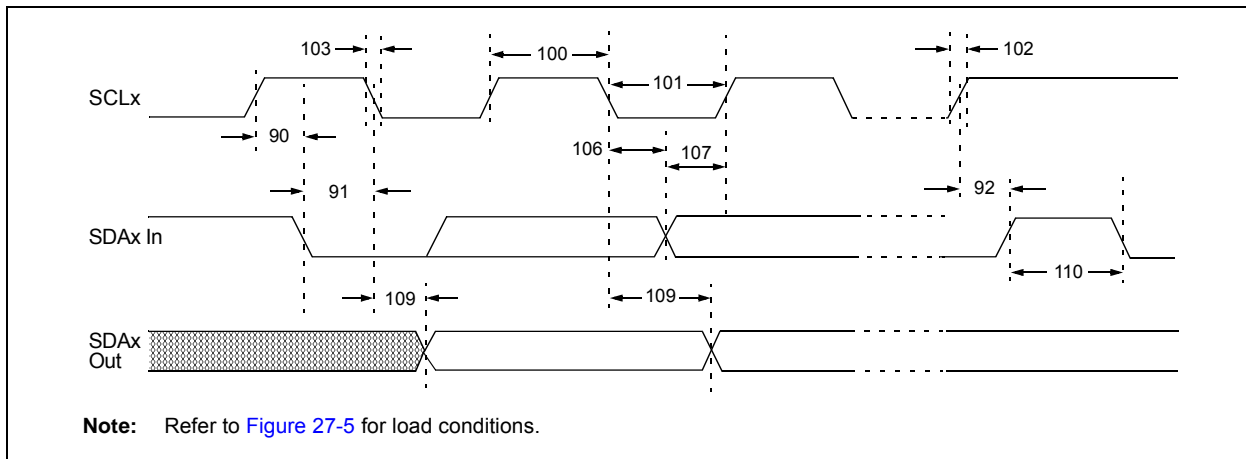 103
100
101
102
SCLx
90
106
107
91
92
SDAx In
110
109
109
SDAx
Out
Note: Refer to Figure 27-5 for load conditions.